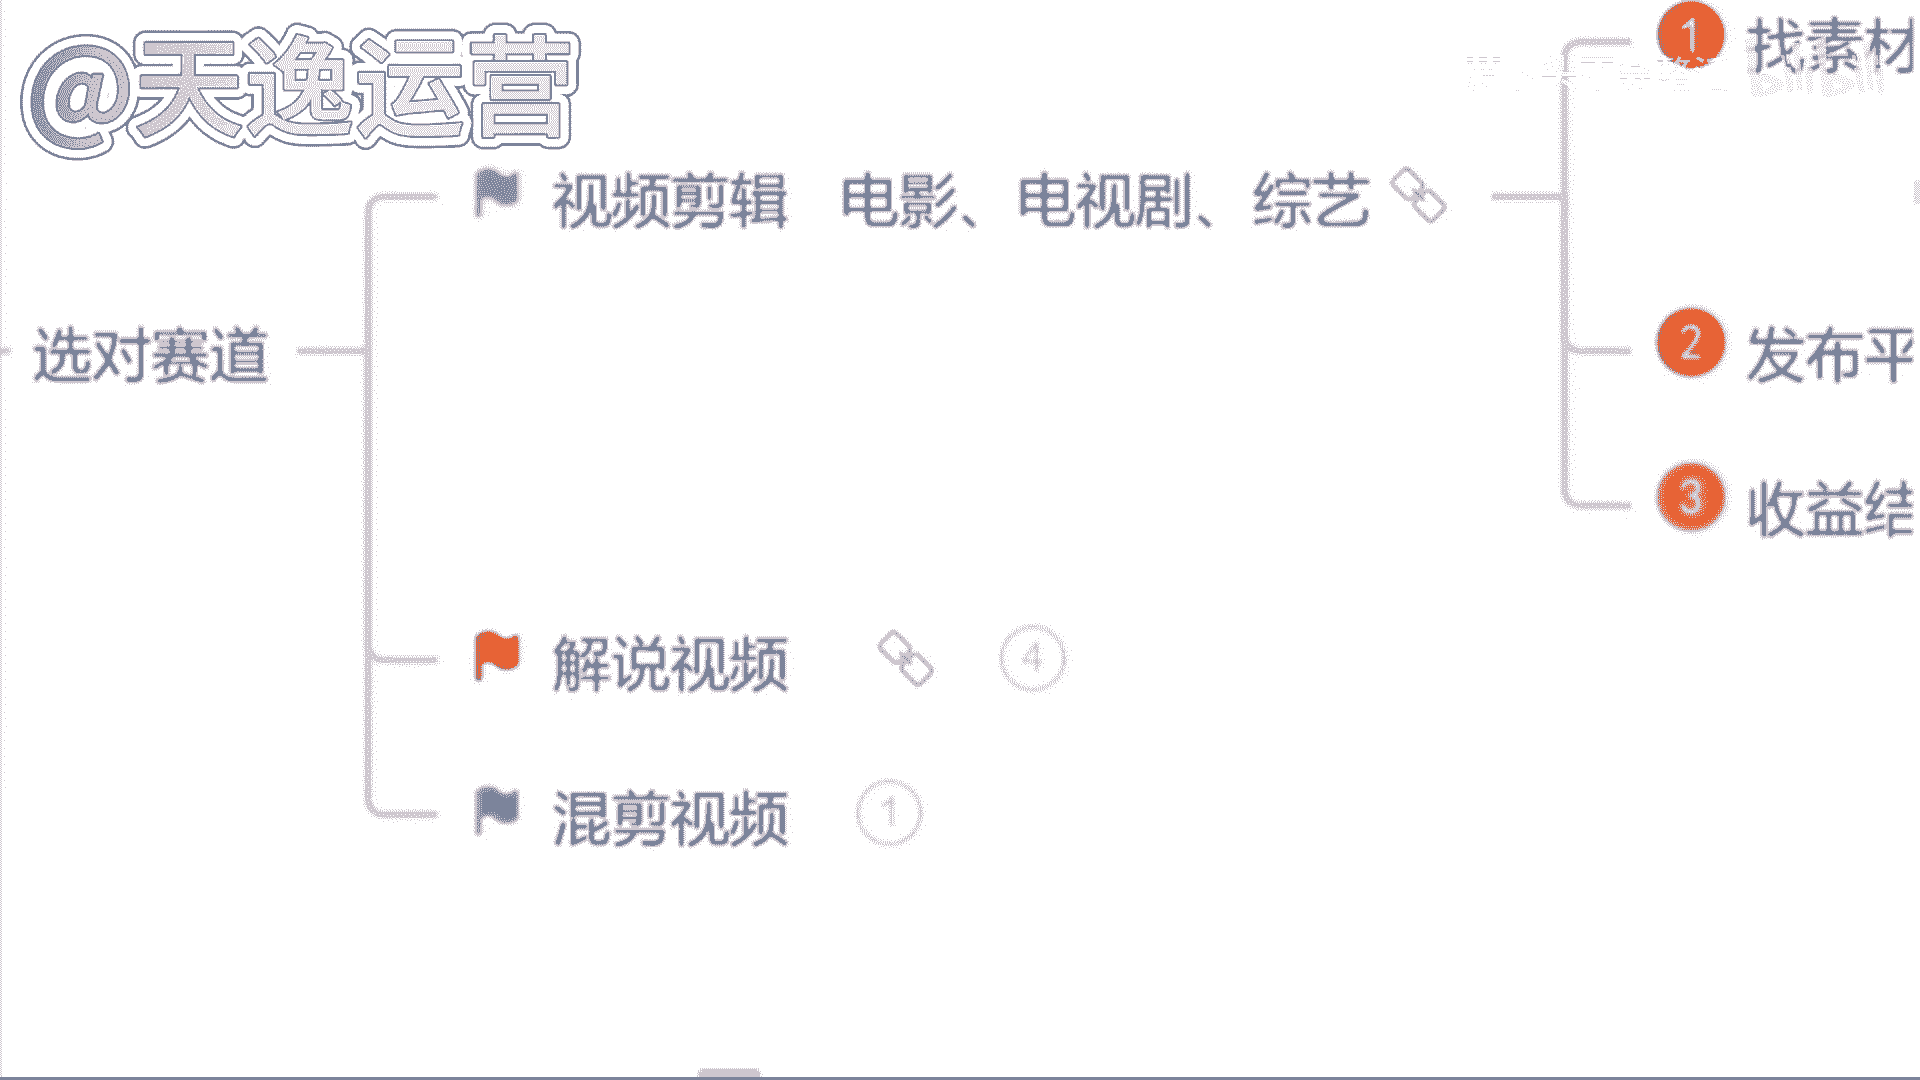 @天逸运营
1 找素材
视频剪辑 电影、电视剧、综艺
选对赛道
2 发布平
3 收益结
解说视频 4
混剪视频 1